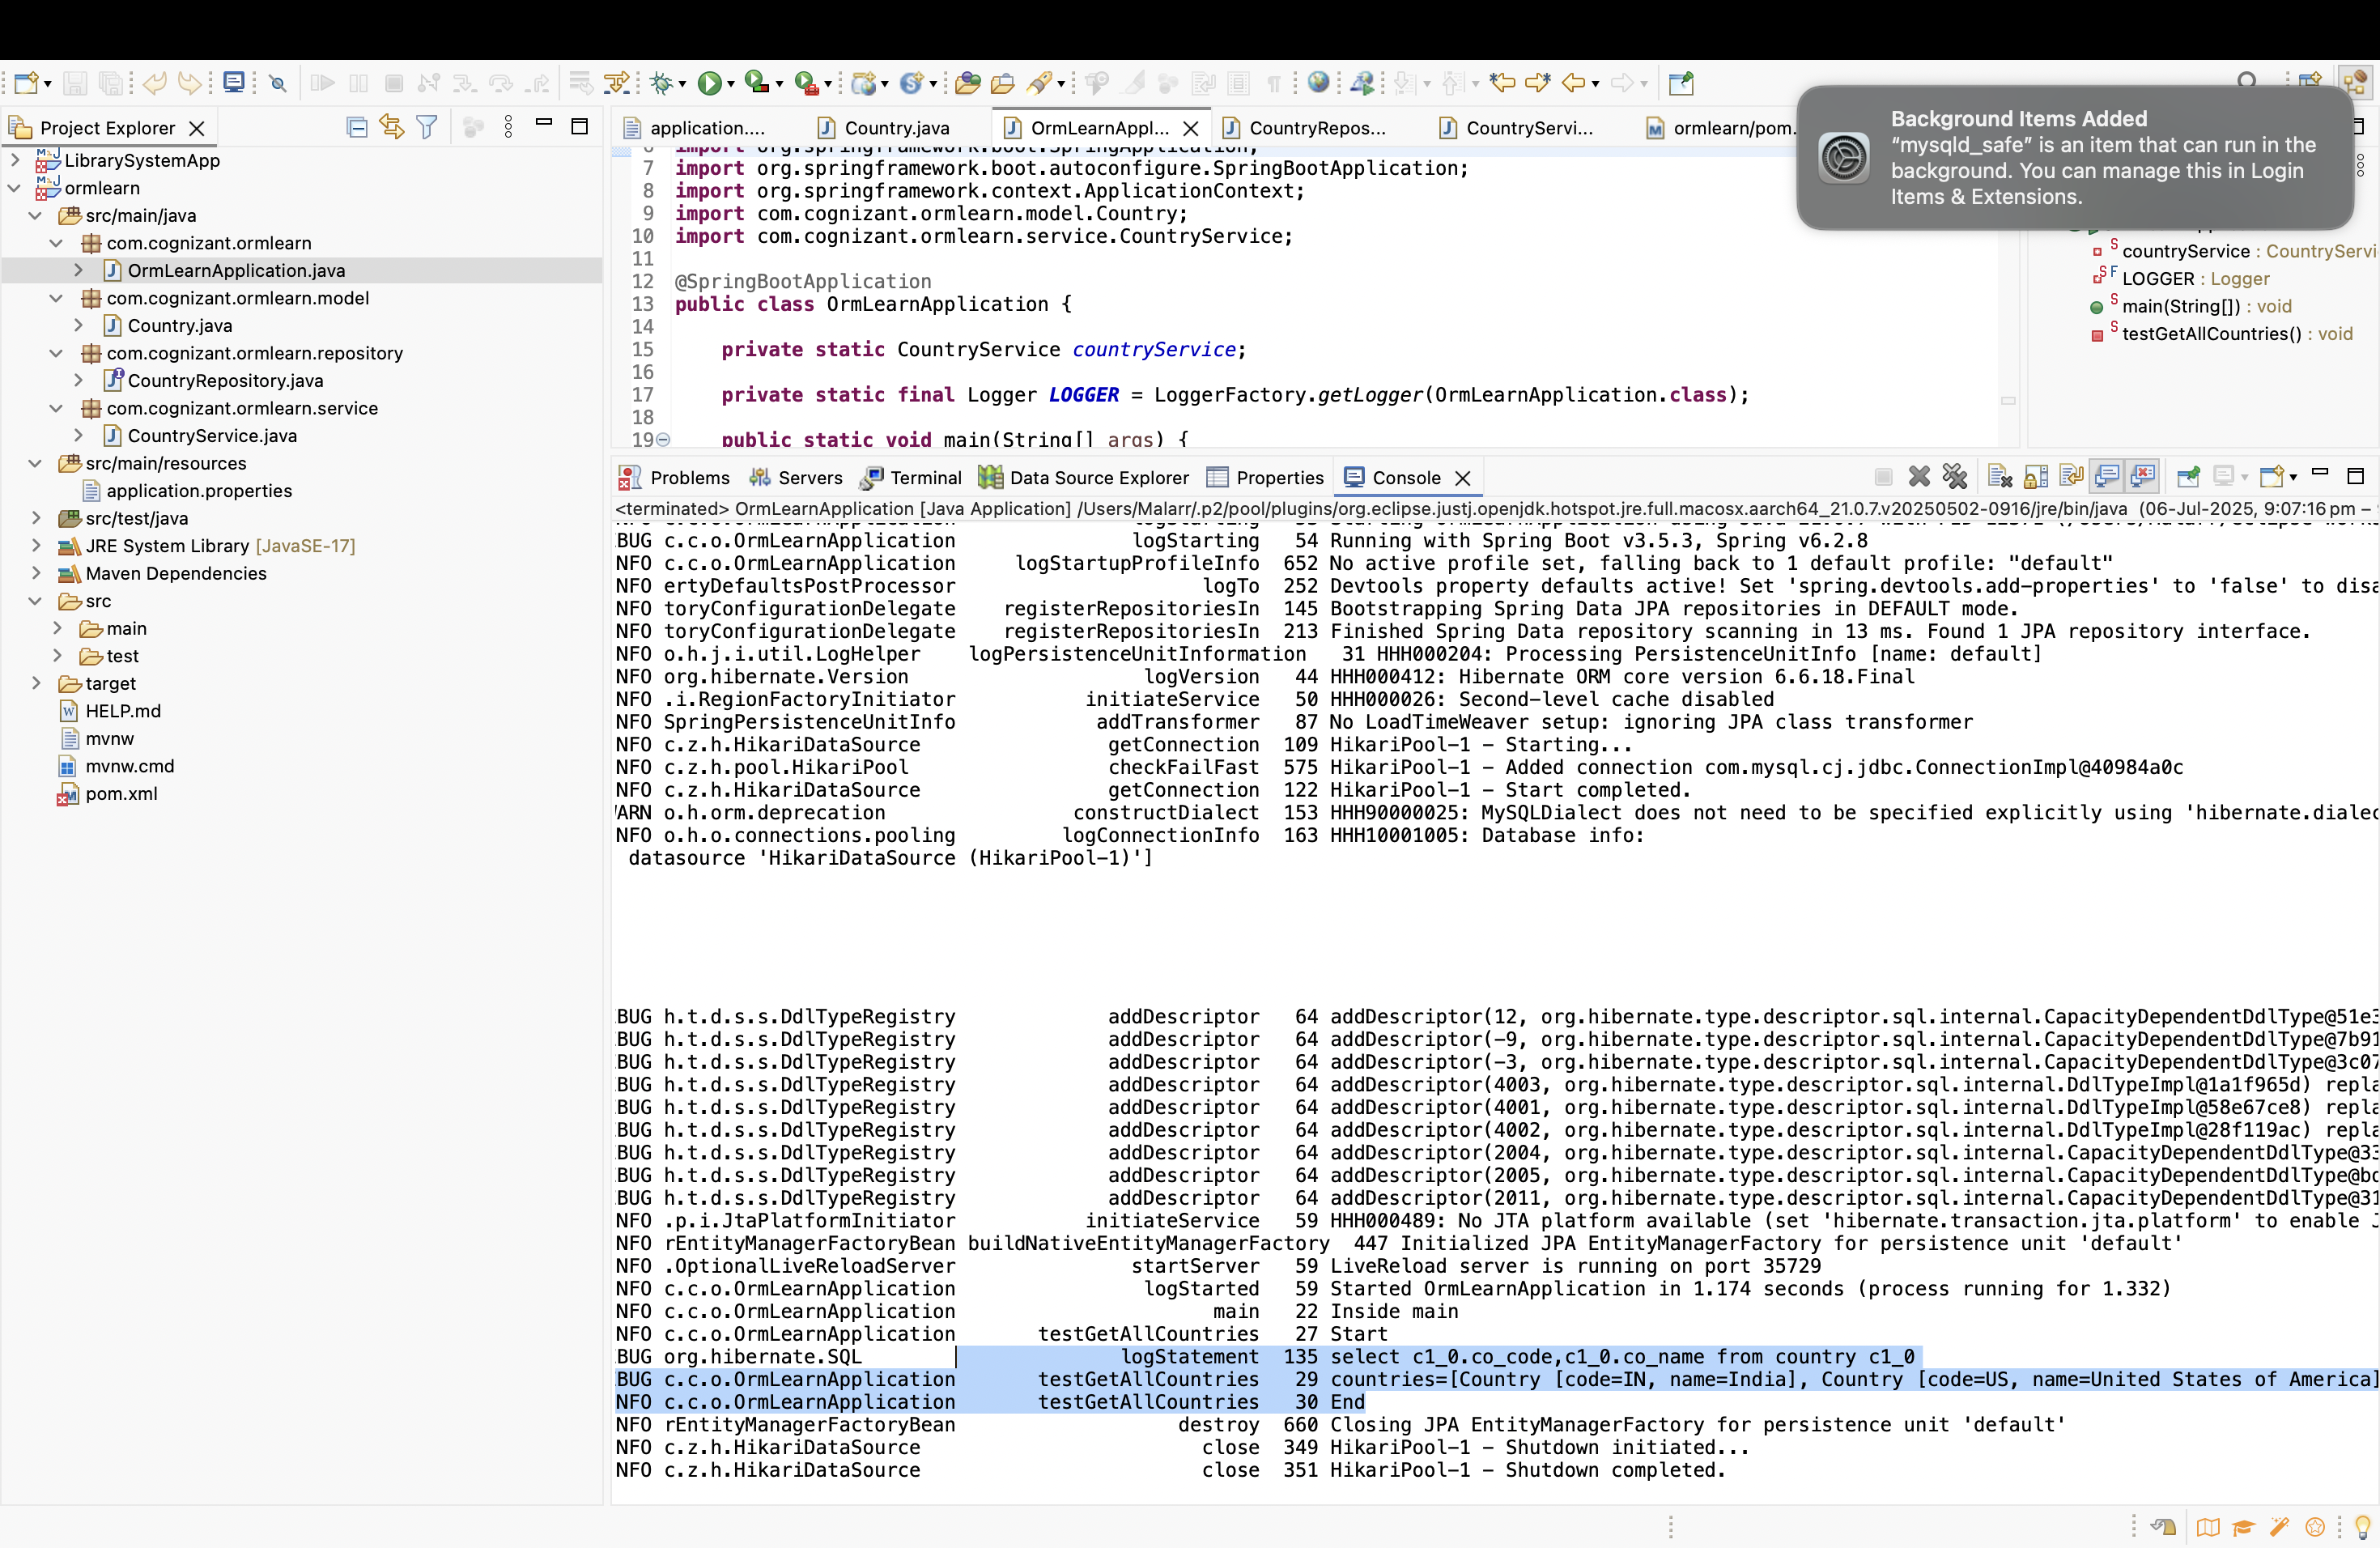 Background Items Added
“mysqld_safe” is an item that can run in the
background. You can manage this in Login
Items & Extensions.
Project Explorer
LibrarySystemApp
ormlearn
src/main/java
com.cognizant.ormlearn
OrmLearnApplication.java
com.cognizant.ormlearn.model
Country.java
com.cognizant.ormlearn.repository
CountryRepository.java
com.cognizant.ormlearn.service
CountryService.java
src/main/resources
application.properties
src/test/java
JRE System Library [JavaSE-17]
Maven Dependencies
src
main
test
target
HELP.md
mvnw
mvnw.cmd
pom.xml
application.... Country.java OrmLearnAppl... CountryRepos... CountryServi... ormlearn/pom.
6 import org.springframework.boot.SpringApplication;
7 import org.springframework.boot.autoconfigure.SpringBootApplication;
8 import org.springframework.context.ApplicationContext;
9 import com.cognizant.ormlearn.model.Country;
10 import com.cognizant.ormlearn.service.CountryService;
11
12 @SpringBootApplication
13 public class OrmLearnApplication {
14
15 private static CountryService countryService;
16
17 private static final Logger LOGGER = LoggerFactory.getLogger(OrmLearnApplication.class);
18
19 public static void main(String[] args) {
countryService : CountryServi
LOGGER : Logger
main(String[]) : void
testGetAllCountries() : void
Problems Servers Terminal Data Source Explorer Properties Console
<terminated> OrmLearnApplication [Java Application] /Users/Malarr/.p2/pool/plugins/org.eclipse.justj.openjdk.hotspot.jre.full.macosx.aarch64_21.0.7.v20250502-0916/jre/bin/java (06-Jul-2025, 9:07:16 pm –
BUG c.c.o.OrmLearnApplication logStarting 54 Running with Spring Boot v3.5.3, Spring v6.2.8
NFO c.c.o.OrmLearnApplication logStartupProfileInfo 652 No active profile set, falling back to 1 default profile: "default"
NFO ertyDefaultsPostProcessor logTo 252 Devtools property defaults active! Set 'spring.devtools.add-properties' to 'false' to disa
NFO toryConfigurationDelegate registerRepositoriesIn 145 Bootstrapping Spring Data JPA repositories in DEFAULT mode.
NFO toryConfigurationDelegate registerRepositoriesIn 213 Finished Spring Data repository scanning in 13 ms. Found 1 JPA repository interface.
NFO o.h.j.i.util.LogHelper logPersistenceUnitInformation 31 HHH000204: Processing PersistenceUnitInfo [name: default]
NFO org.hibernate.Version logVersion 44 HHH000412: Hibernate ORM core version 6.6.18.Final
NFO .i.RegionFactoryInitiator initiateService 50 HHH000026: Second-level cache disabled
NFO SpringPersistenceUnitInfo addTransformer 87 No LoadTimeWeaver setup: ignoring JPA class transformer
NFO c.z.h.HikariDataSource getConnection 109 HikariPool-1 - Starting...
NFO c.z.h.pool.HikariPool checkFailFast 575 HikariPool-1 - Added connection com.mysql.cj.jdbc.ConnectionImpl@40984a0c
NFO c.z.h.HikariDataSource getConnection 122 HikariPool-1 - Start completed.
ARN o.h.orm.deprecation constructDialect 153 HHH90000025: MySQLDialect does not need to be specified explicitly using 'hibernate.dialec
NFO o.h.o.connections.pooling logConnectionInfo 163 HHH10001005: Database info:
datasource 'HikariDataSource (HikariPool-1)']
BUG h.t.d.s.s.DdlTypeRegistry addDescriptor 64 addDescriptor(12, org.hibernate.type.descriptor.sql.internal.CapacityDependentDdlType@51e3
BUG h.t.d.s.s.DdlTypeRegistry addDescriptor 64 addDescriptor(-9, org.hibernate.type.descriptor.sql.internal.CapacityDependentDdlType@7b91
BUG h.t.d.s.s.DdlTypeRegistry addDescriptor 64 addDescriptor(-3, org.hibernate.type.descriptor.sql.internal.CapacityDependentDdlType@3c07
BUG h.t.d.s.s.DdlTypeRegistry addDescriptor 64 addDescriptor(4003, org.hibernate.type.descriptor.sql.internal.DdlTypeImpl@1a1f965d) repla
BUG h.t.d.s.s.DdlTypeRegistry addDescriptor 64 addDescriptor(4001, org.hibernate.type.descriptor.sql.internal.DdlTypeImpl@58e67ce8) repla
BUG h.t.d.s.s.DdlTypeRegistry addDescriptor 64 addDescriptor(4002, org.hibernate.type.descriptor.sql.internal.DdlTypeImpl@28f119ac) repla
BUG h.t.d.s.s.DdlTypeRegistry addDescriptor 64 addDescriptor(2004, org.hibernate.type.descriptor.sql.internal.CapacityDependentDdlType@33
BUG h.t.d.s.s.DdlTypeRegistry addDescriptor 64 addDescriptor(2005, org.hibernate.type.descriptor.sql.internal.CapacityDependentDdlType@bc
BUG h.t.d.s.s.DdlTypeRegistry addDescriptor 64 addDescriptor(2011, org.hibernate.type.descriptor.sql.internal.CapacityDependentDdlType@31
NFO .p.i.JtaPlatformInitiator initiateService 59 HHH000489: No JTA platform available (set 'hibernate.transaction.jta.platform' to enable J
NFO rEntityManagerFactoryBean buildNativeEntityManagerFactory 447 Initialized JPA EntityManagerFactory for persistence unit 'default'
NFO .OptionalLiveReloadServer startServer 59 LiveReload server is running on port 35729
NFO c.c.o.OrmLearnApplication logStarted 59 Started OrmLearnApplication in 1.174 seconds (process running for 1.332)
NFO c.c.o.OrmLearnApplication main 22 Inside main
NFO c.c.o.OrmLearnApplication testGetAllCountries 27 Start
BUG org.hibernate.SQL logStatement 135 select c1_0.co_code,c1_0.co_name from country c1_0
BUG c.c.o.OrmLearnApplication testGetAllCountries 29 countries=[Country [code=IN, name=India], Country [code=US, name=United States of America]
NFO c.c.o.OrmLearnApplication testGetAllCountries 30 End
NFO rEntityManagerFactoryBean destroy 660 Closing JPA EntityManagerFactory for persistence unit 'default'
NFO c.z.h.HikariDataSource close 349 HikariPool-1 - Shutdown initiated...
NFO c.z.h.HikariDataSource close 351 HikariPool-1 - Shutdown completed.